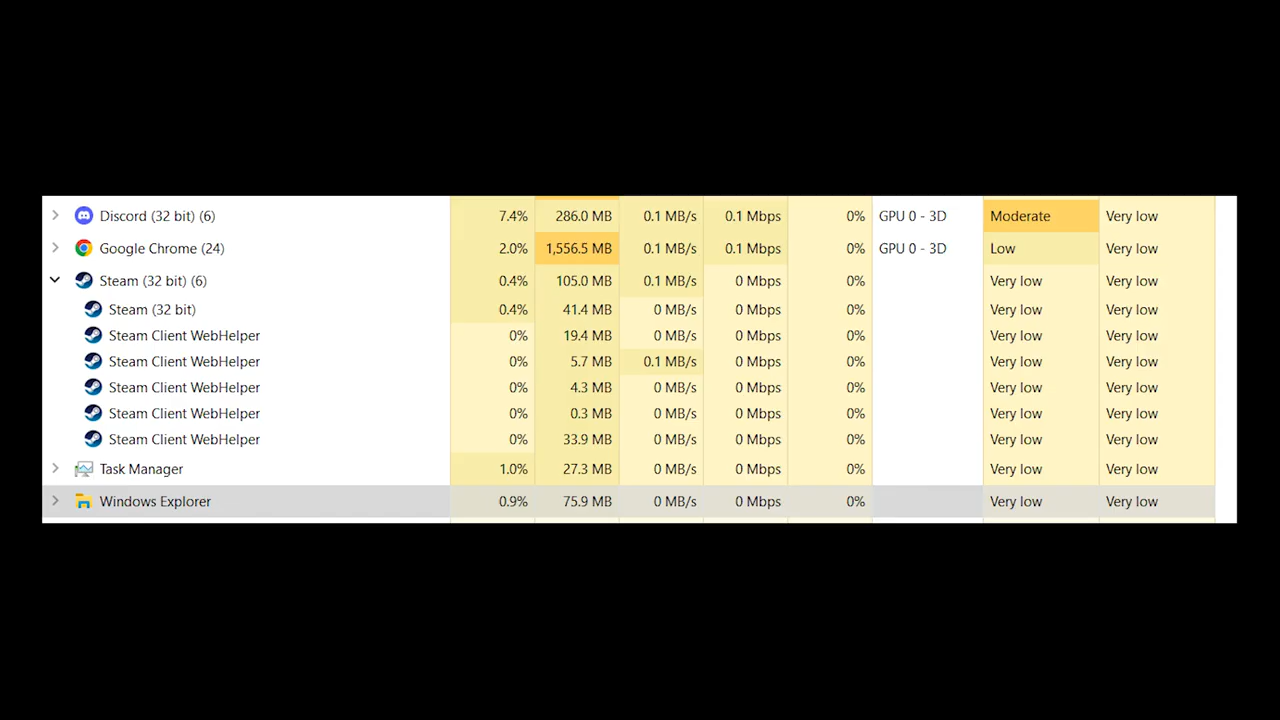 Discord (32 bit) (6) 7.4% 286.0 MB 0.1 MB/s 0.1 Mbps 0% GPU 0 - 3D Moderate Very low
Google Chrome (24) 2.0% 1,556.5 MB 0.1 MB/s 0.1 Mbps 0% GPU 0 - 3D Low Very low
Steam (32 bit) (6) 0.4% 105.0 MB 0.1 MB/s 0 Mbps 0% Very low Very low
Steam (32 bit) 0.4% 41.4 MB 0 MB/s 0 Mbps 0% Very low Very low
Steam Client WebHelper 0% 19.4 MB 0 MB/s 0 Mbps 0% Very low Very low
Steam Client WebHelper 0% 5.7 MB 0.1 MB/s 0 Mbps 0% Very low Very low
Steam Client WebHelper 0% 4.3 MB 0 MB/s 0 Mbps 0% Very low Very low
Steam Client WebHelper 0% 0.3 MB 0 MB/s 0 Mbps 0% Very low Very low
Steam Client WebHelper 0% 33.9 MB 0 MB/s 0 Mbps 0% Very low Very low
Task Manager 1.0% 27.3 MB 0 MB/s 0 Mbps 0% Very low Very low
Windows Explorer 0.9% 75.9 MB 0 MB/s 0 Mbps 0% Very low Very low